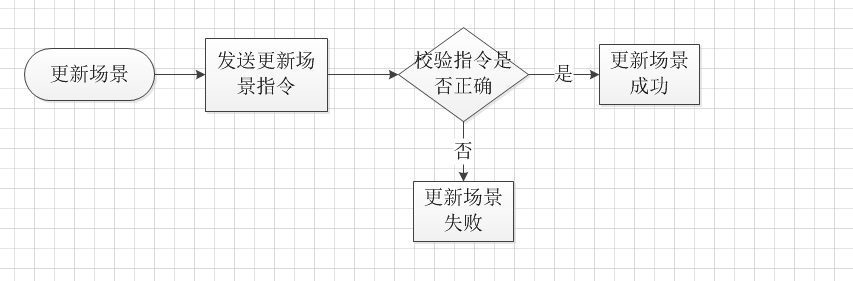 更新场景
发送更新场
景指令
校验指令是
否正确
是
更新场景
成功
否
更新场景
失败